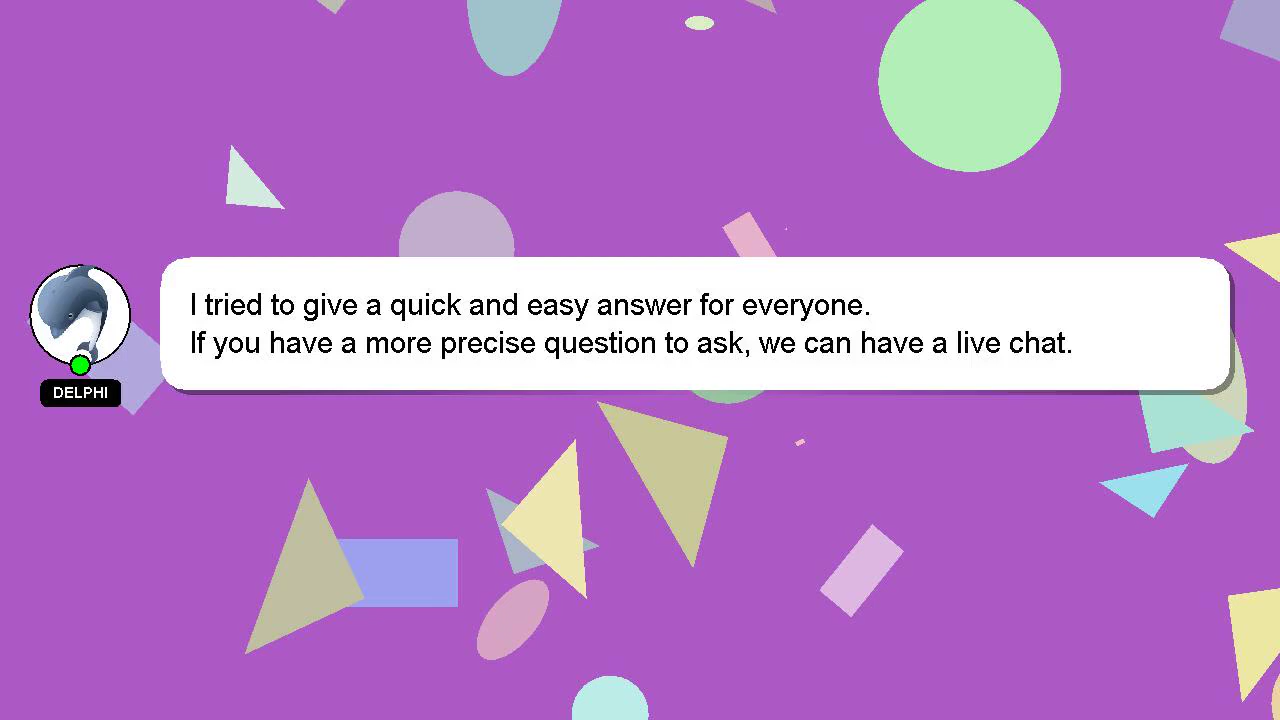 I tried to give a quick and easy answer for everyone.
If you have a more precise question to ask, we can have a live chat.
DELPHI